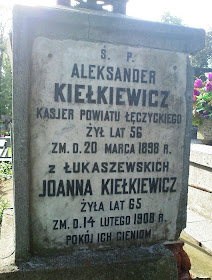 Ś. P.
ALEKSANDER
KIEŁKIEWICZ
KASJER POWIATU ŁĘCZYCKIEGO
ŻYŁ LAT 56
ZM. D. 20 MARCA 1898 R.
Z ŁUKASZEWSKICH
JOANNA KIEŁKIEWICZ
ŻYŁA LAT 65
ZM. D. 14 LUTEGO 1908 R.
POKÓJ ICH CIENIOM